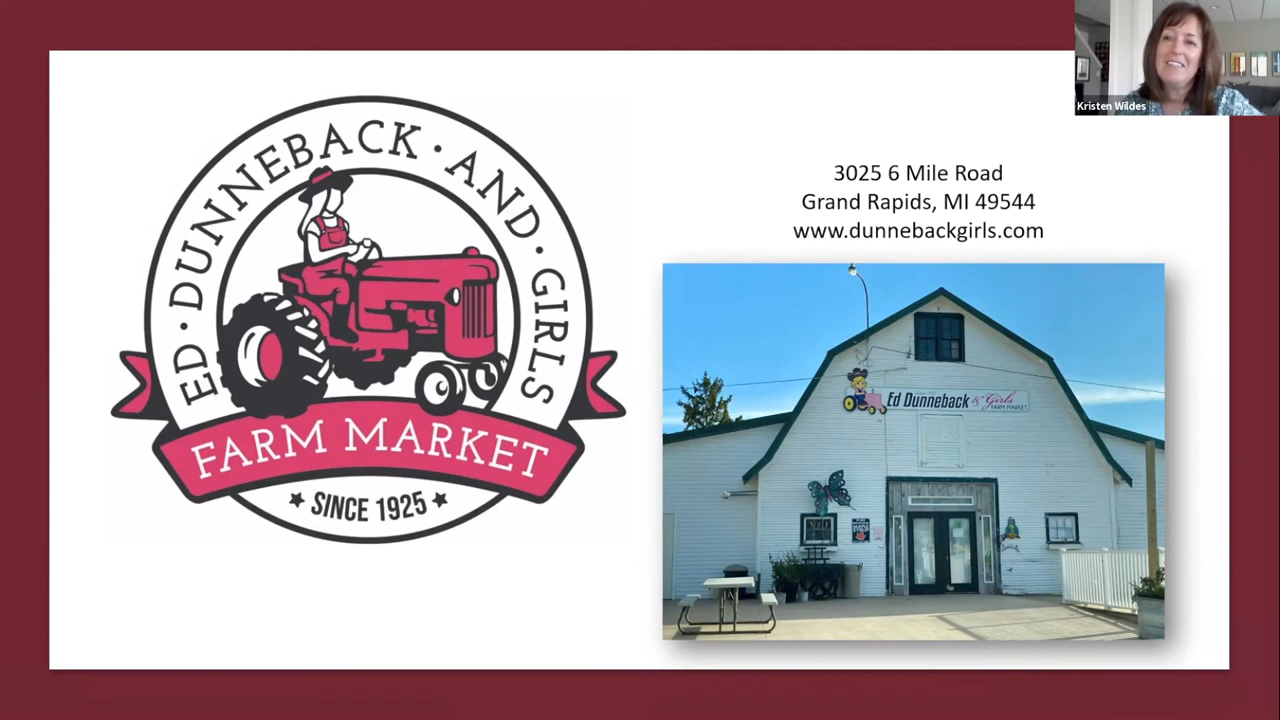 ED · DUNNEBACK · AND · GIRLS
FARM MARKET
★ SINCE 1925 ★
Kristen Wildes
3025 6 Mile Road
Grand Rapids, MI 49544
www.dunnebackgirls.com
Ed Dunneback & Girls
FARM MARKET